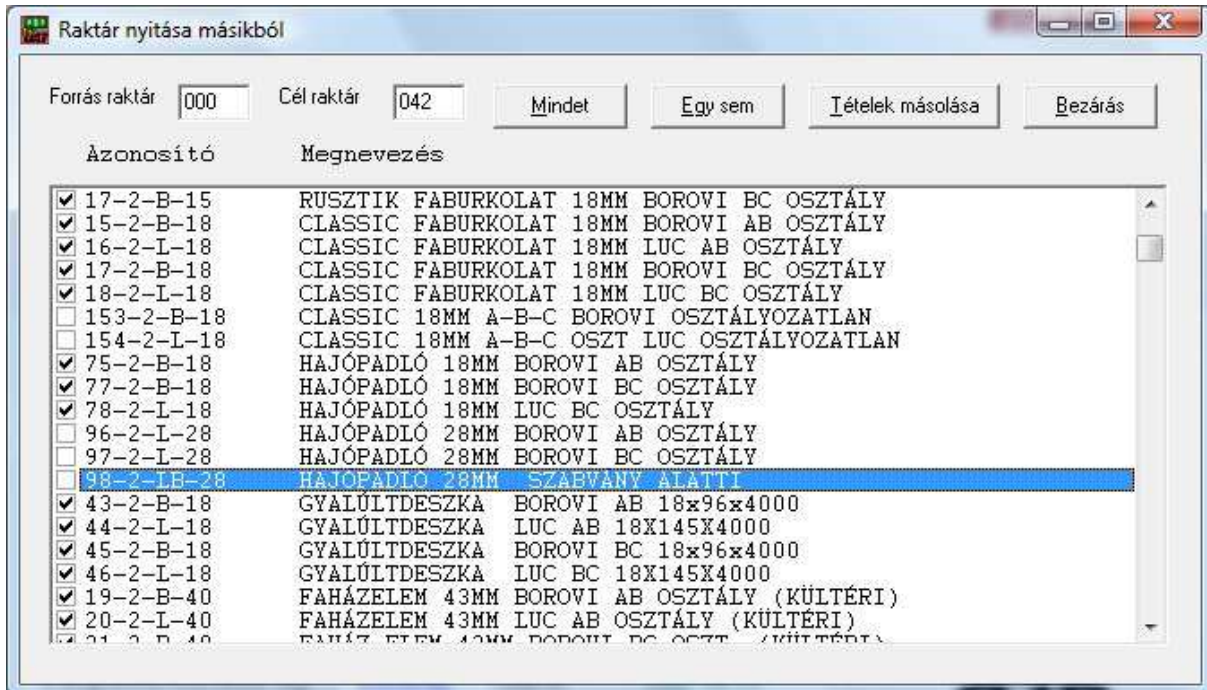 Raktár nyitása másikból
Forrás raktár 000 Cél raktár 042 Mindet Egy sem Tételek másolása Bezárás
Azonosító Megnevezés
17-2-B-15 RUSZTIK FABURKOLAT 18MM BOROVI BC OSZTÁLY
15-2-B-18 CLASSIC FABURKOLAT 18MM BOROVI AB OSZTÁLY
16-2-L-18 CLASSIC FABURKOLAT 18MM LUC AB OSZTÁLY
17-2-B-18 CLASSIC FABURKOLAT 18MM BOROVI BC OSZTÁLY
18-2-L-18 CLASSIC FABURKOLAT 18MM LUC BC OSZTÁLY
153-2-B-18 CLASSIC 18MM A-B-C BOROVI OSZTÁLYOZATLAN
154-2-L-18 CLASSIC 18MM A-B-C OSZT LUC OSZTÁLYOZATLAN
75-2-B-18 HAJÓPADLÓ 18MM BOROVI AB OSZTÁLY
77-2-B-18 HAJÓPADLÓ 18MM BOROVI BC OSZTÁLY
78-2-L-18 HAJÓPADLÓ 18MM LUC BC OSZTÁLY
96-2-L-28 HAJÓPADLÓ 28MM BOROVI AB OSZTÁLY
97-2-L-28 HAJÓPADLÓ 28MM BOROVI BC OSZTÁLY
98-2-LB-28 HAJÓPADLÓ 28MM SZABVÁNY ALATTI
43-2-B-18 GYALÚLTDESZKA BOROVI AB 18x96x4000
44-2-L-18 GYALÚLTDESZKA LUC AB 18X145X4000
45-2-B-18 GYALÚLTDESZKA BOROVI BC 18x96x4000
46-2-L-18 GYALÚLTDESZKA LUC BC 18X145X4000
19-2-B-40 FAHÁZELEM 43MM BOROVI AB OSZTÁLY (KÜLTÉRI)
20-2-L-40 FAHÁZELEM 43MM LUC AB OSZTÁLY (KÜLTÉRI)